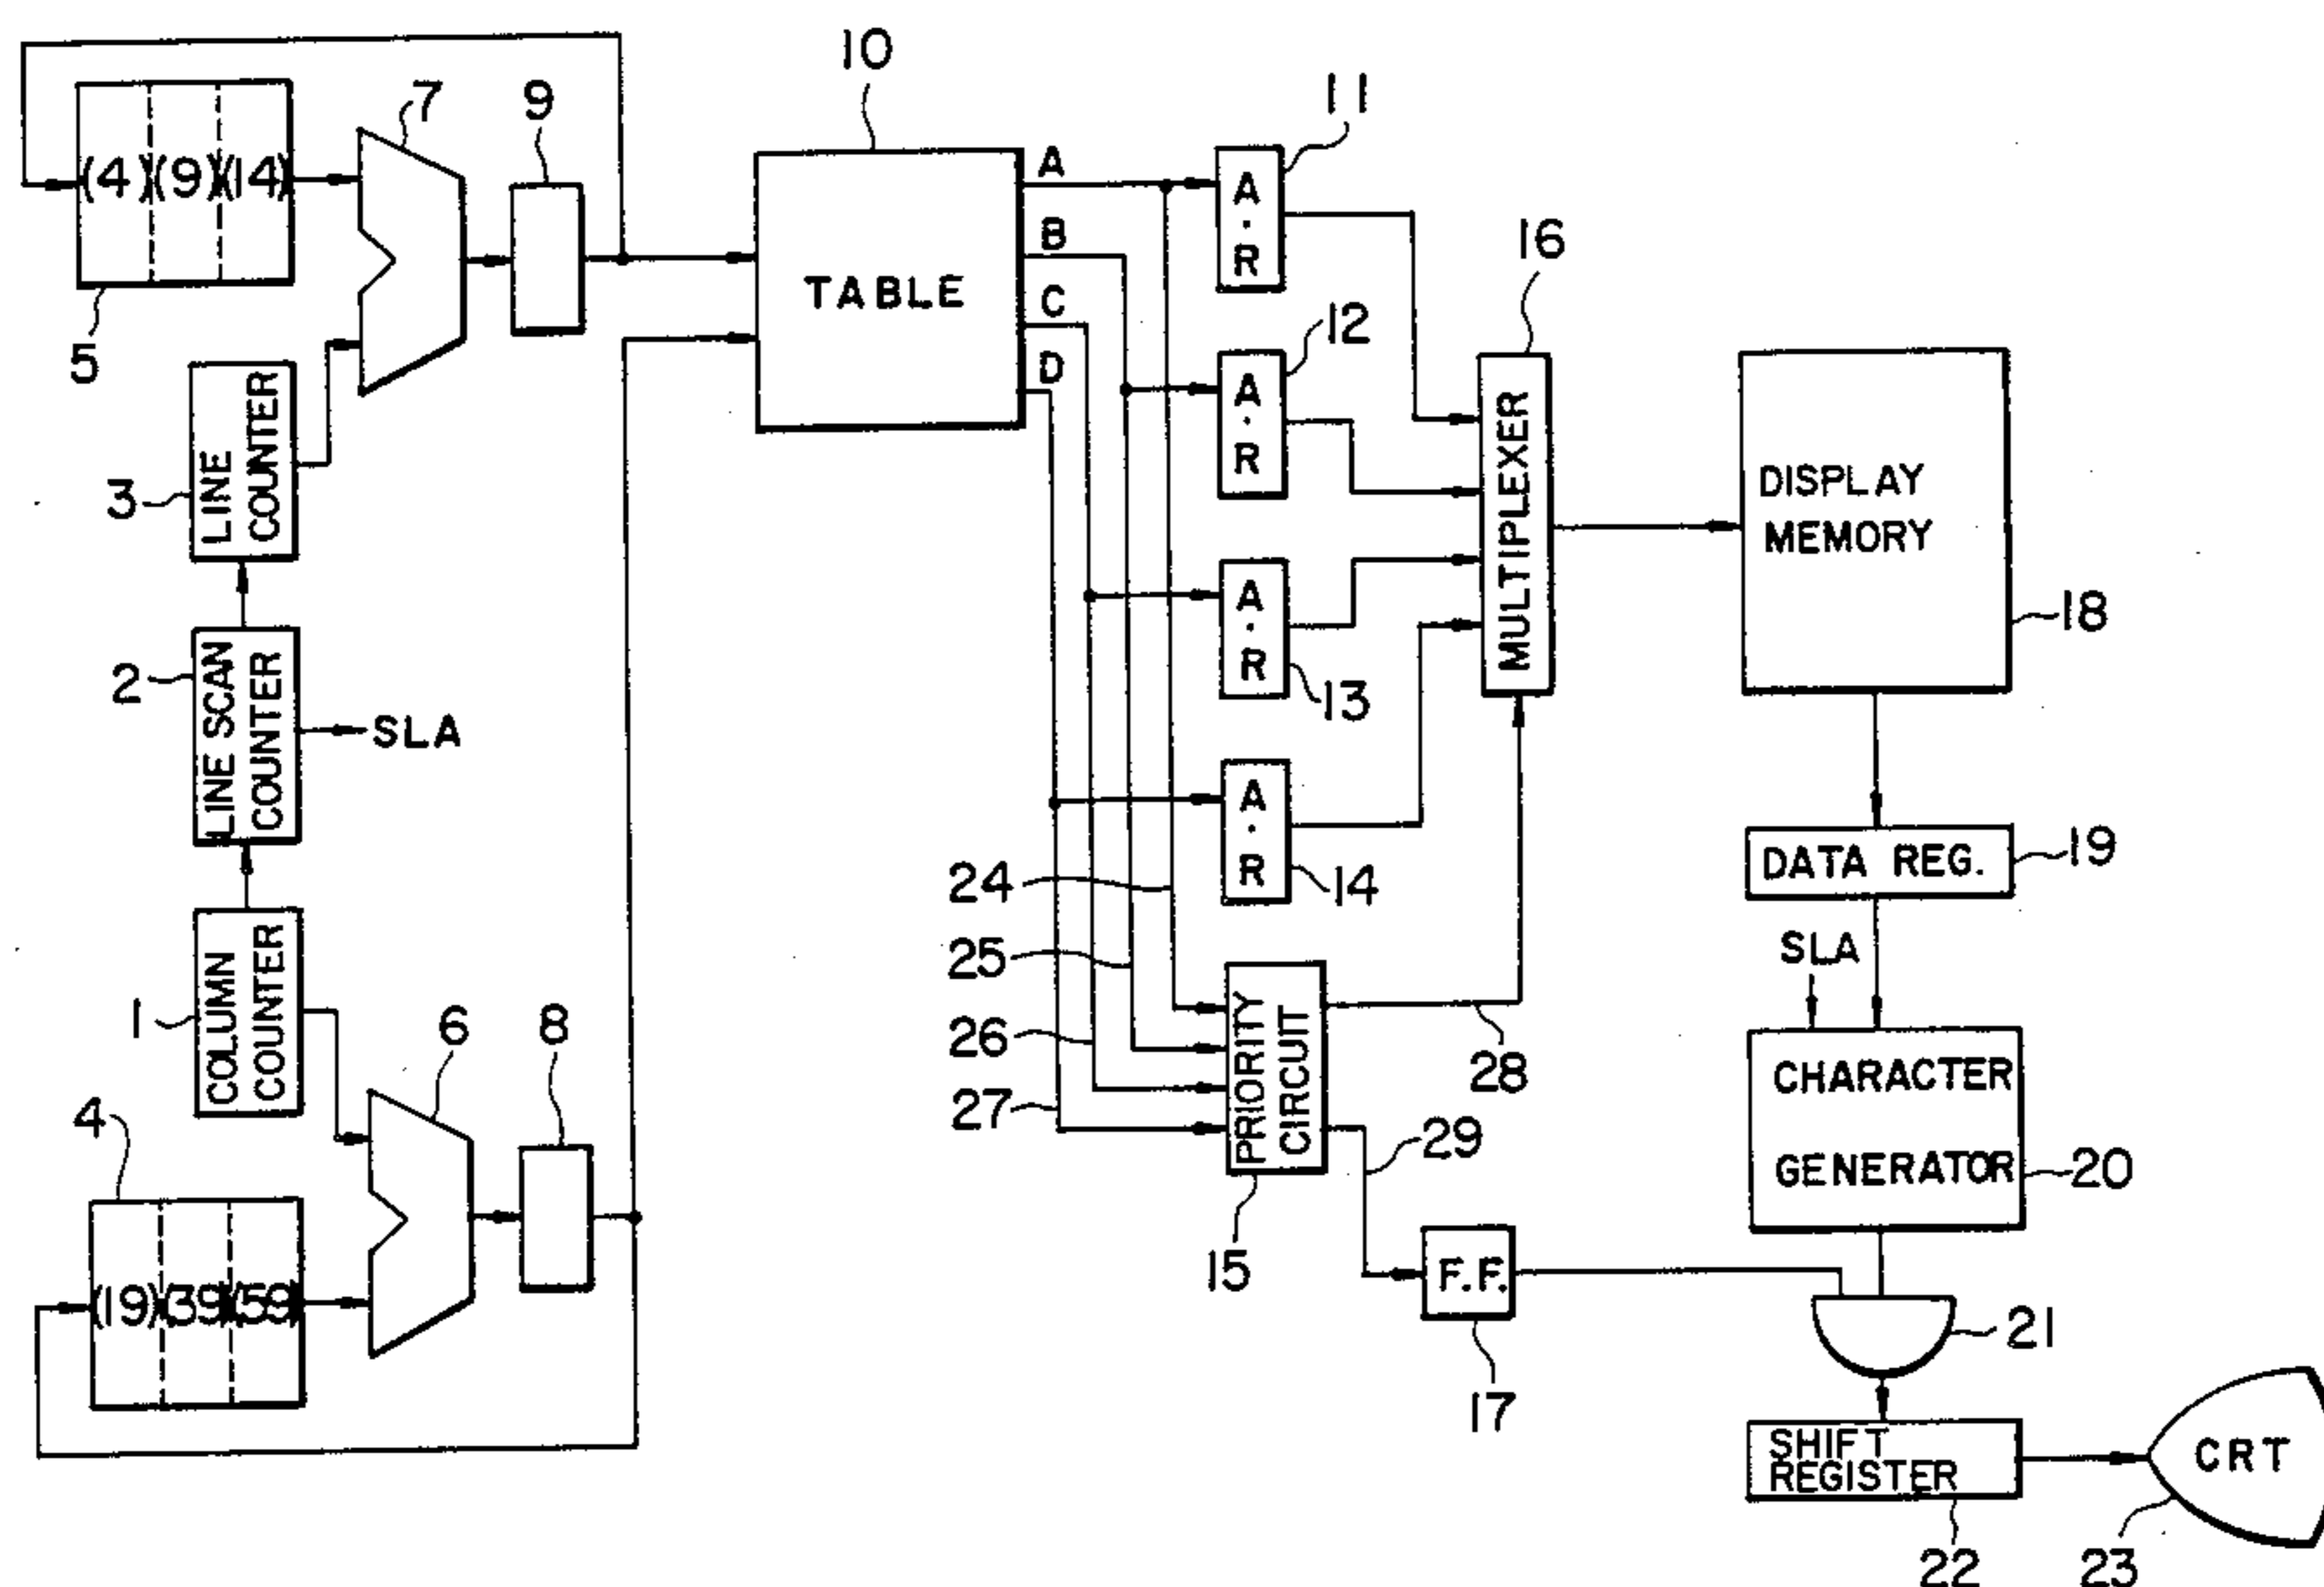 10
7
9
11
(4)(9)(14)
A
B
C
D
A
·
R
16
TABLE
12
5
A
·
R
LINE
COUNTER
3
MULTIPLEXER
DISPLAY
MEMORY
18
A
·
R
13
LINE SCAN
COUNTER
2
SLA
A
·
R
14
24
DATA REG.
19
25
SLA
COLUMN
COUNTER
1
6
8
26
PRIORITY
CIRCUIT
28
CHARACTER
GENERATOR
20
27
29
4
15
(19)(39)(59)
F.F.
21
17
SHIFT
REGISTER
CRT
22
23